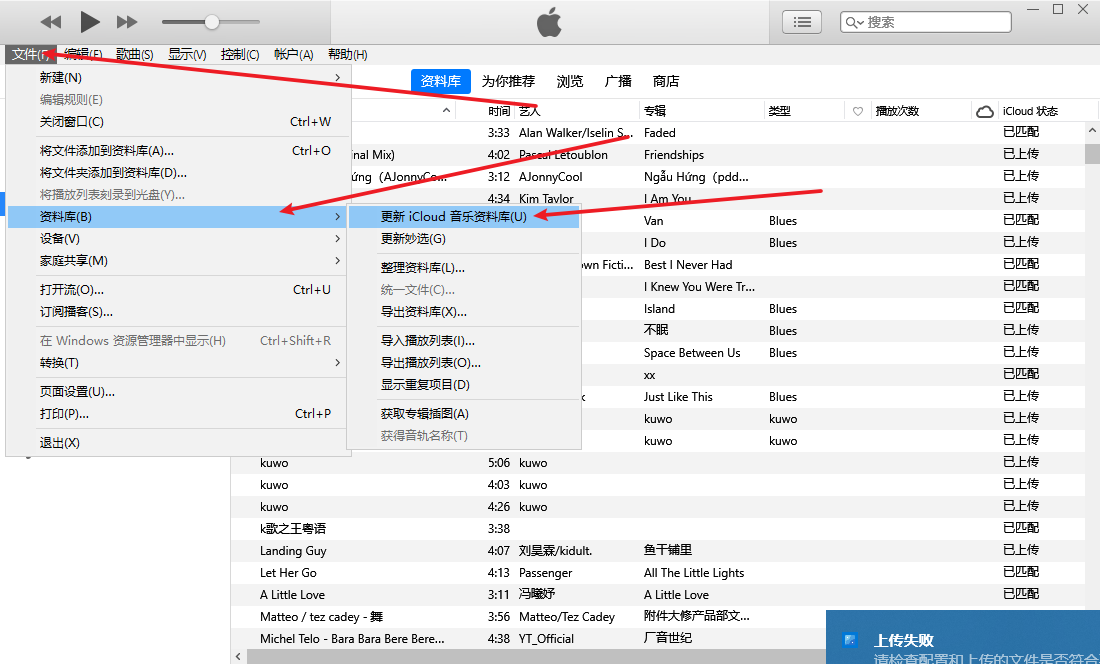 搜索
文件(F) 编辑(E) 歌曲(S) 显示(V) 控制(C) 帐户(A) 帮助(H)
资料库 为你推荐 浏览 广播 商店
新建(N)
编辑规则(E)
关闭窗口(C) Ctrl+W
将文件添加到资料库(A)... Ctrl+O
将文件夹添加到资料库(D)...
将播放列表刻录到光盘(Y)...
资料库(B)
设备(V)
家庭共享(M)
打开流(O)... Ctrl+U
订阅播客(S)...
在 Windows 资源管理器中显示(H) Ctrl+Shift+R
转换(T)
页面设置(U)...
打印(P)... Ctrl+P
退出(X)
更新 iCloud 音乐资料库(U)
更新妙选(G)
整理资料库(L)...
统一文件(C)...
导出资料库(X)...
导入播放列表(I)...
导出播放列表(O)...
显示重复项目(D)
获取专辑插图(A)
获得音轨名称(T)
时间 艺人 专辑 类型 播放次数 iCloud 状态
3:33 Alan Walker/Iselin S... Faded 已匹配
inal Mix) 4:02 Pascal Letoublon Friendships 已上传
ứng（AJonnyCo... 3:12 AJonnyCool Ngẫu Hứng（pdd... 已上传
4:34 Kim Taylor I Am You 已上传
Van Blues 已匹配
I Do Blues 已上传
own Ficti... Best I Never Had 已匹配
I Knew You Were Tr... 已上传
Island Blues 已匹配
不眠 Blues 已上传
Space Between Us Blues 已上传
xx 已匹配
k Just Like This Blues 已上传
kuwo kuwo 已上传
kuwo kuwo 已上传
kuwo 5:06 kuwo 已上传
kuwo 4:03 kuwo 已上传
kuwo 4:26 kuwo 已上传
k歌之王粤语 3:38 已匹配
Landing Guy 4:07 刘昊霖/kidult. 鱼干铺里 已上传
Let Her Go 4:13 Passenger All The Little Lights 已匹配
A Little Love 3:11 冯曦妤 A Little Love 已匹配
Matteo / tez cadey - 舞 3:56 Matteo/Tez Cadey 附件大修产品部文...
Michel Telo - Bara Bara Bere Bere... 4:38 YT_Official 厂音世纪
上传失败
请检查配置和上传的文件是否符合